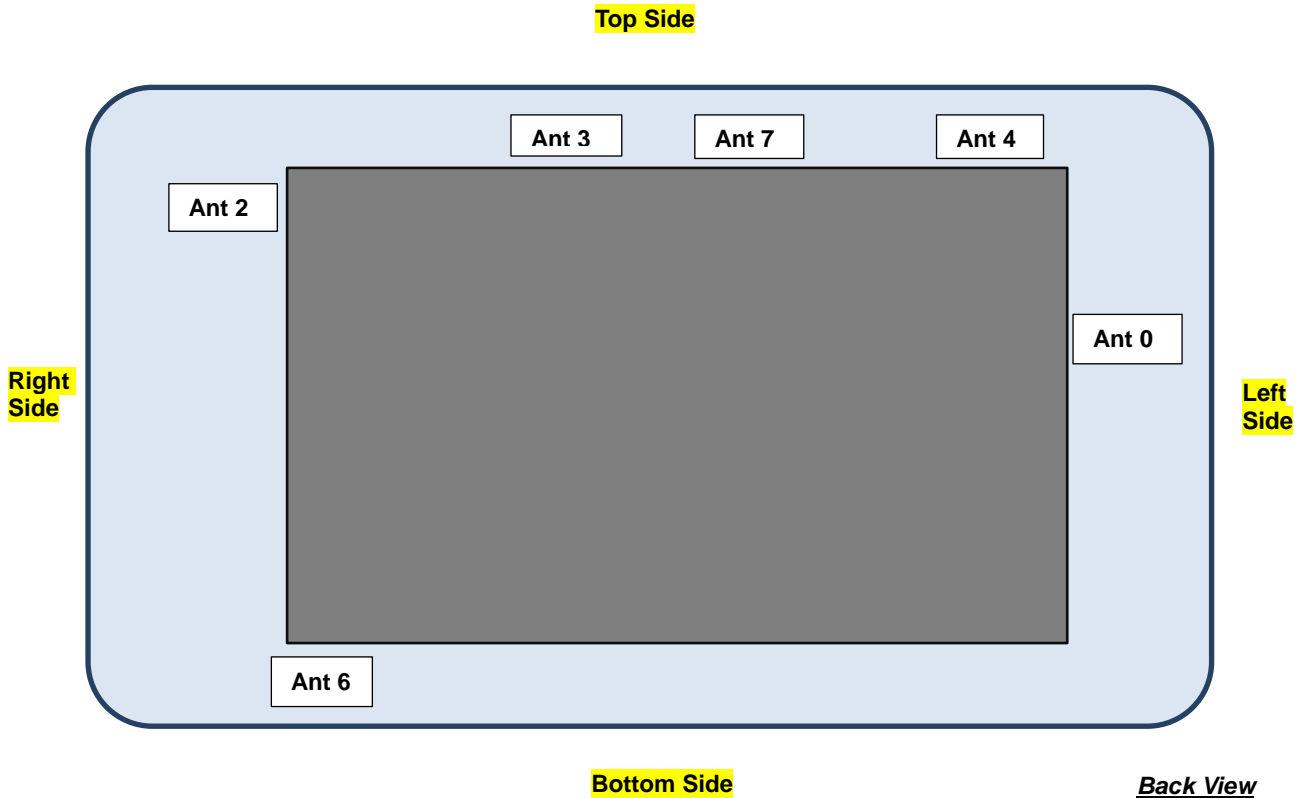 Top Side
Ant 3
Ant 7
Ant 4
Ant 2
Ant 0
Right
Side
Left
Side
Ant 6
Bottom Side
Back View